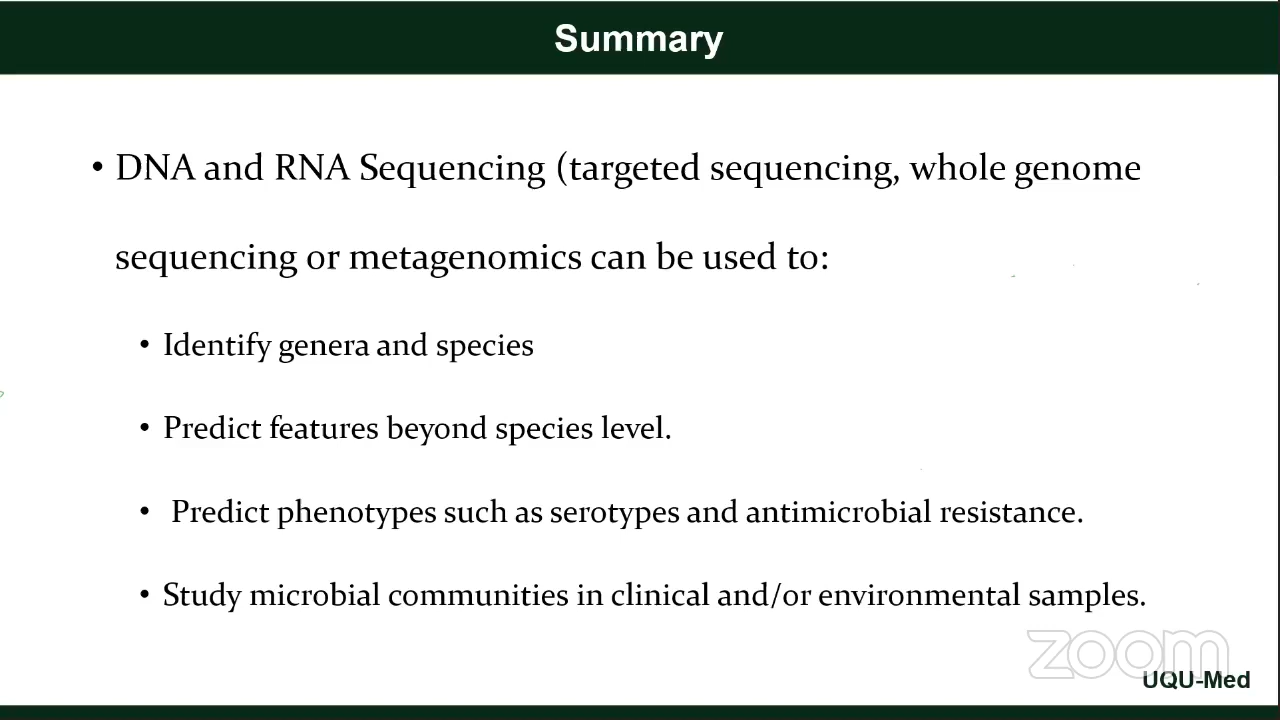 Summary
• DNA and RNA Sequencing (targeted sequencing, whole genome
sequencing or metagenomics can be used to:
• Identify genera and species
• Predict features beyond species level.
• Predict phenotypes such as serotypes and antimicrobial resistance.
• Study microbial communities in clinical and/or environmental samples.
zoom
UQU-Med